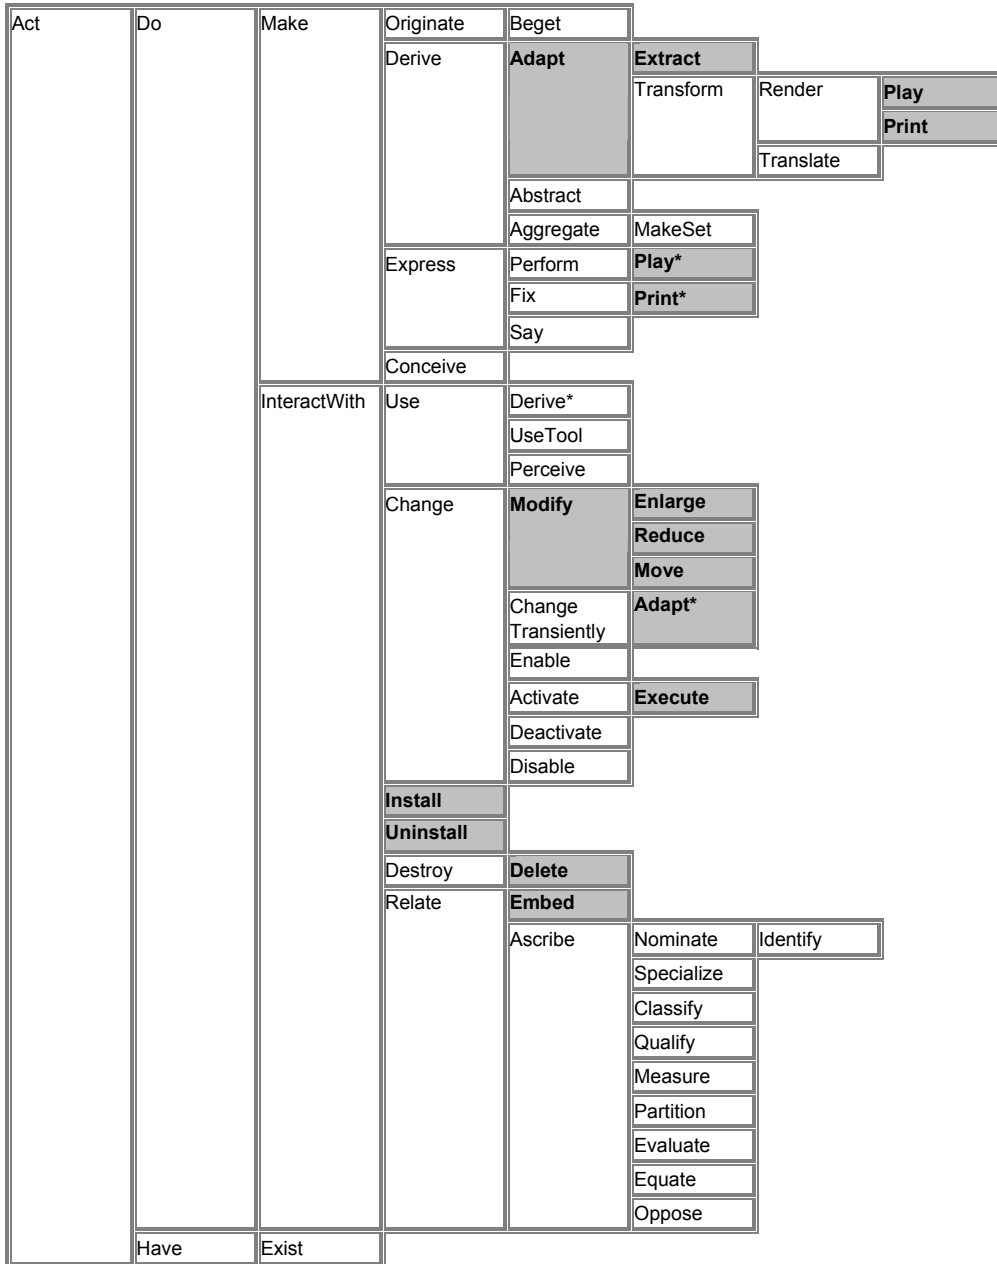 Act Do Make Originate Beget
Derive Adapt Extract
Transform Render Play
Print
Translate
Abstract
Aggregate MakeSet
Express Perform Play*
Fix Print*
Say
Conceive
InteractWith Use Derive*
UseTool
Perceive
Change Modify Enlarge
Reduce
Move
Change Adapt*
Transiently
Enable
Activate Execute
Deactivate
Disable
Install
Uninstall
Destroy Delete
Relate Embed
Ascribe Nominate Identify
Specialize
Classify
Qualify
Measure
Partition
Evaluate
Equate
Oppose
Have Exist